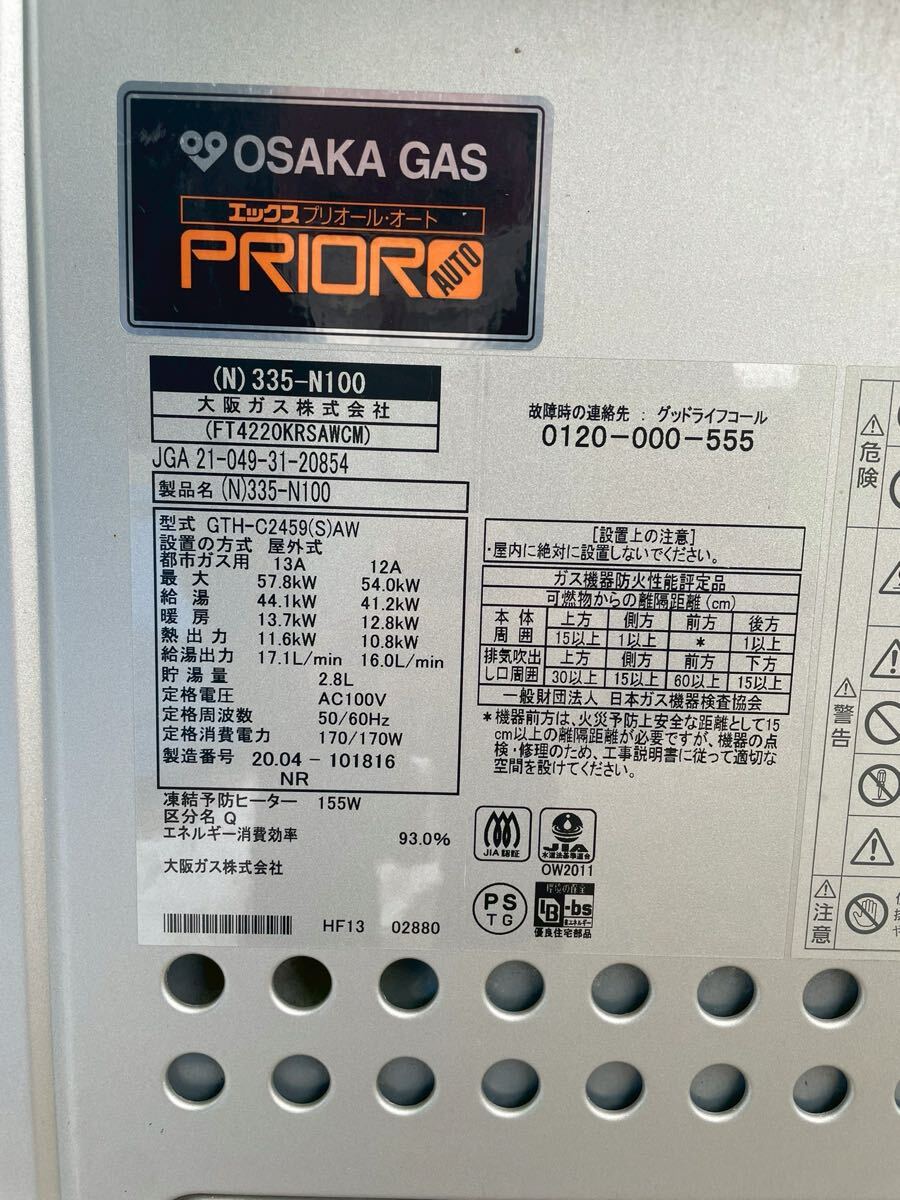 OSAKA GAS
エックスプリオール・オート
PRIOR AUTO
(N)335-N100
大阪ガス株式会社
(FT4220KRSAWCM)
JGA 21-049-31-20854
製品名 (N)335-N100
型式 GTH-C2459(S)AW
設置の方式 屋外式
都市ガス用 13A 12A
最大 57.8kW 54.0kW
給湯 44.1kW 41.2kW
暖房 13.7kW 12.8kW
熱出力 11.6kW 10.8kW
給湯出力 17.1L/min 16.0L/min
貯湯量 2.8L
定格電圧 AC100V
定格周波数 50/60Hz
定格消費電力 170/170W
製造番号 20.04-101816
NR
凍結予防ヒーター 155W
区分名 Q
エネルギー消費効率 93.0%
大阪ガス株式会社
HF13 02880
故障時の連絡先 : グッドライフコール
0120-000-555
[設置上の注意]
・屋内に絶対に設置しないでください。
ガス機器防火性能評定品
可燃物からの離隔距離(cm)
本体周囲 上方 側方 前方 後方
15以上 1以上 * 1以上
排気吹出し口周囲 上方 側方 前方 下方
30以上 15以上 60以上 15以上
一般財団法人 日本ガス機器検査協会
*機器前方は、火災予防上安全な距離として15
cm以上の離隔距離が必要ですが、機器の点
検・修理のため、工事説明書に従って適切な
空間を設けてください。
JIA認証
JIA
水道法基準適合
OW2011
PS
TG
BL-bs
優良住宅部品
危険
警告
注意